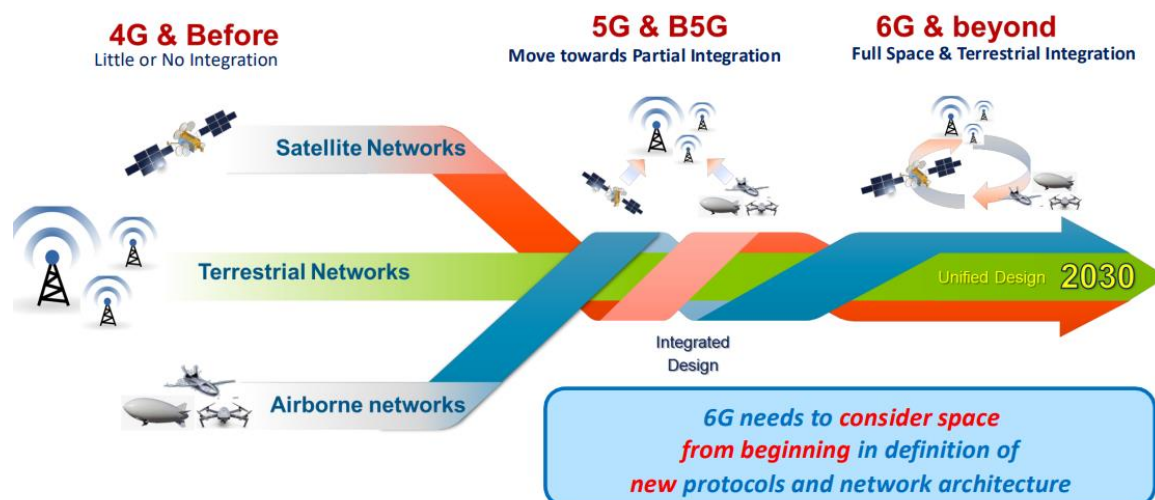 4G & Before
Little or No Integration
5G & B5G
Move towards Partial Integration
6G & beyond
Full Space & Terrestrial Integration
Satellite Networks
Terrestrial Networks
Airborne networks
Integrated
Design
Unified Design 2030
6G needs to consider space
from beginning in definition of
new protocols and network architecture